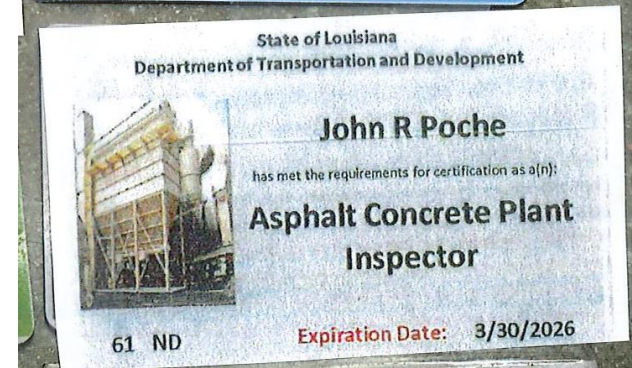 State of Louisiana
Department of Transportation and Development
John R Poche
has met the requirements for certification as a(n):
Asphalt Concrete Plant
Inspector
61 ND
Expiration Date: 3/30/2026